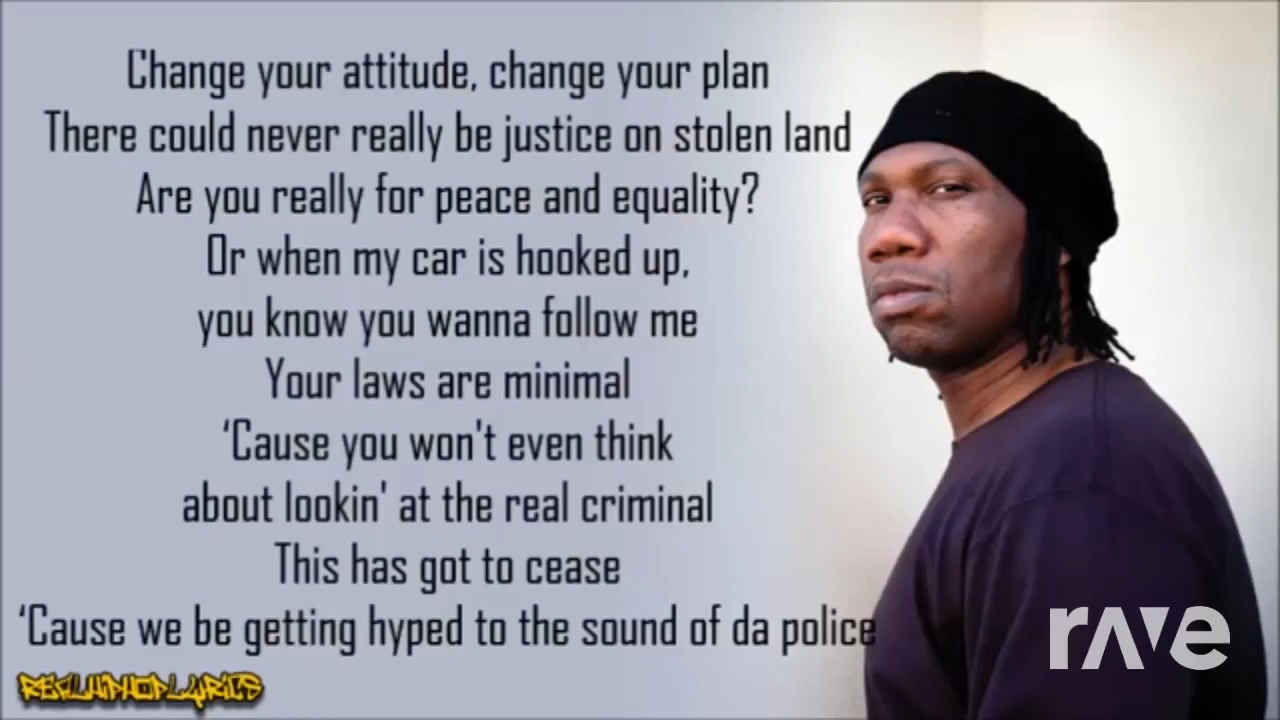 Change your attitude, change your plan
There could never really be justice on stolen land
Are you really for peace and equality?
Or when my car is hooked up,
you know you wanna follow me
Your laws are minimal
‘Cause you won't even think
about lookin' at the real criminal
This has got to cease
‘Cause we be getting hyped to the sound of da police
rave
REALHIPHOPLYRICS